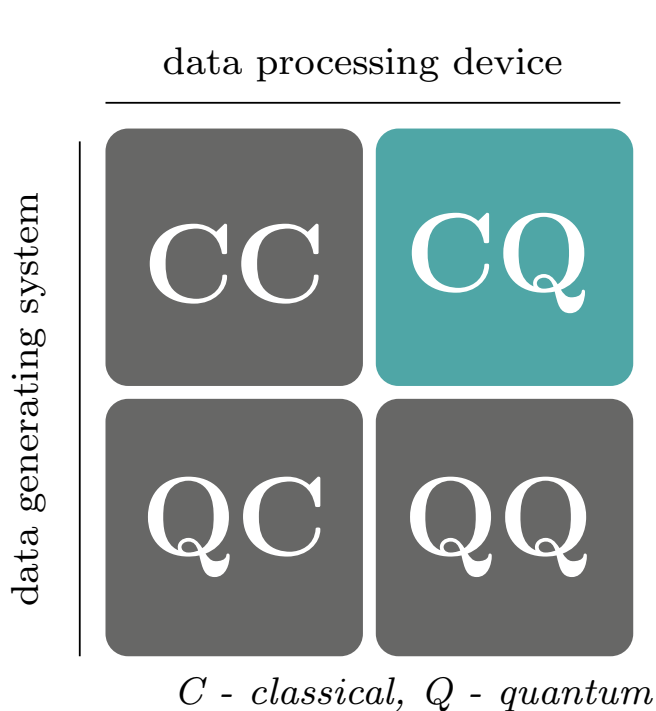 data processing device
data generating system
CC
CQ
QC
QQ
C - classical, Q - quantum